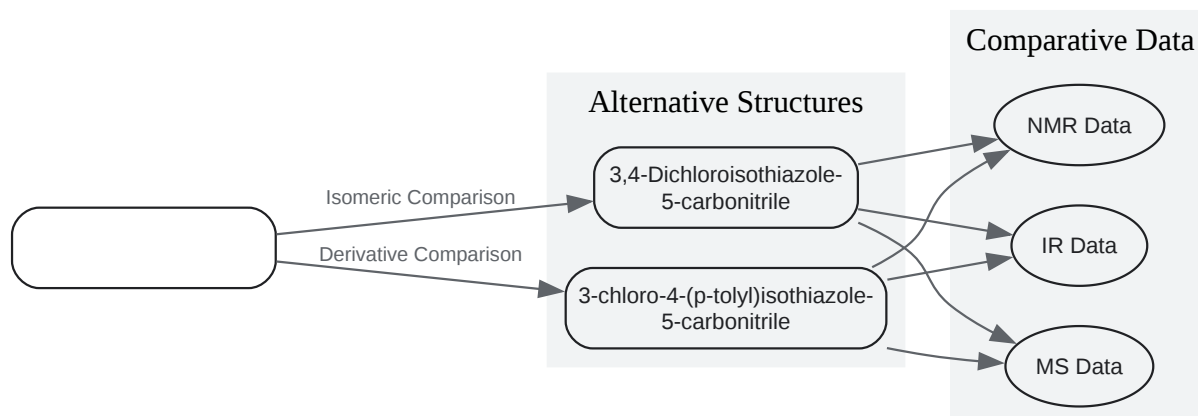 Comparative Data
Alternative Structures
NMR Data
3,4-Dichloroisothiazole-
5-carbonitrile
Isomeric Comparison
IR Data
Derivative Comparison
3-chloro-4-(p-tolyl)isothiazole-
5-carbonitrile
MS Data